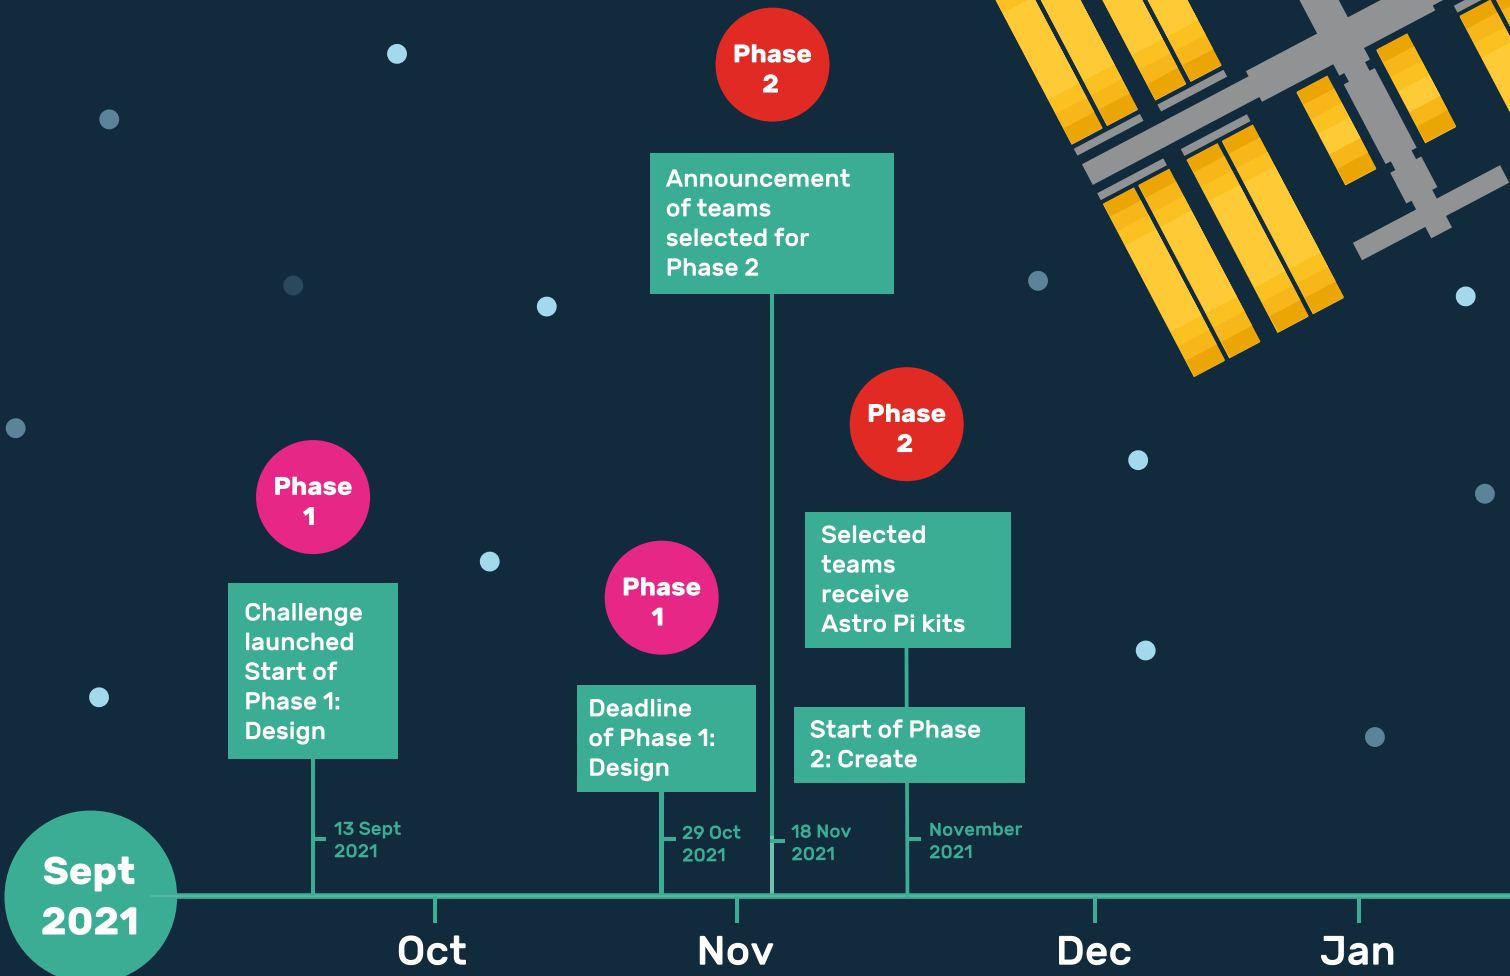 Phase
2
Announcement
of teams
selected for
Phase 2
Phase
2
Selected
teams
receive
Astro Pi kits
Start of Phase
2: Create
Phase
1
Challenge
launched
Start of
Phase 1:
Design
Phase
1
Deadline
of Phase 1:
Design
13 Sept
2021
29 Oct
2021
18 Nov
2021
November
2021
Sept
2021
Oct
Nov
Dec
Jan